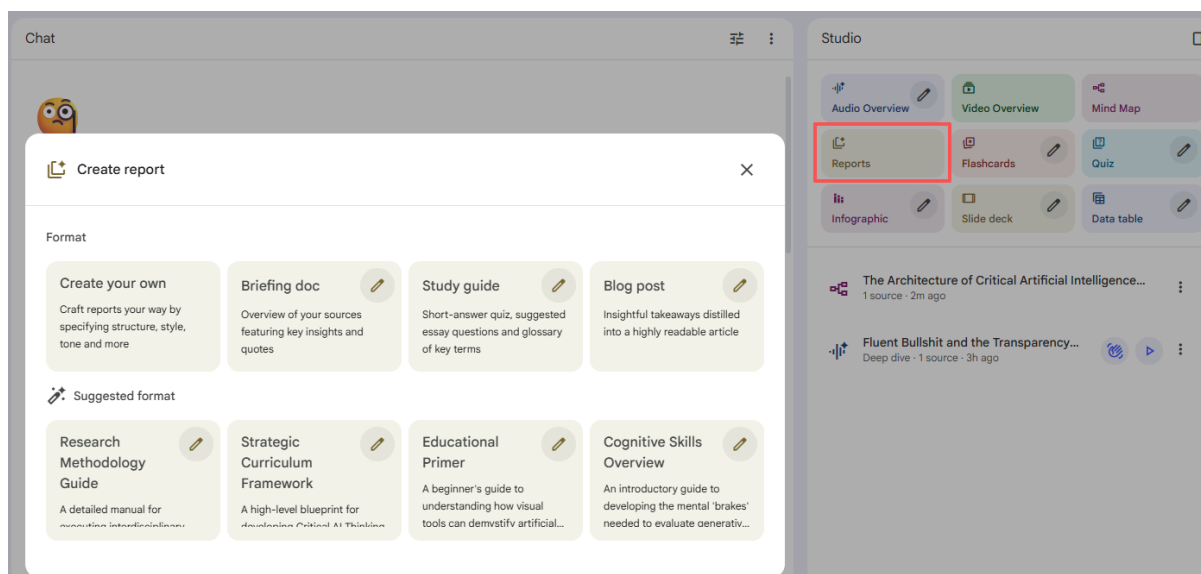 Chat
Studio
Audio Overview
Video Overview
Mind Map
Reports
Flashcards
Quiz
Infographic
Slide deck
Data table
Create report
Format
Create your own
Craft reports your way by
specifying structure, style,
tone and more
Briefing doc
Overview of your sources
featuring key insights and
quotes
Study guide
Short-answer quiz, suggested
essay questions and glossary
of key terms
Blog post
Insightful takeaways distilled
into a highly readable article
Suggested format
Research
Methodology
Guide
A detailed manual for
executing interdisciplinary
Strategic
Curriculum
Framework
A high-level blueprint for
developing Critical AI Thinking
Educational
Primer
A beginner's guide to
understanding how visual
tools can demystify artificial...
Cognitive Skills
Overview
An introductory guide to
developing the mental 'brakes'
needed to evaluate generativ...
The Architecture of Critical Artificial Intelligence...
1 source · 2m ago
Fluent Bullshit and the Transparency...
Deep dive · 1 source · 3h ago